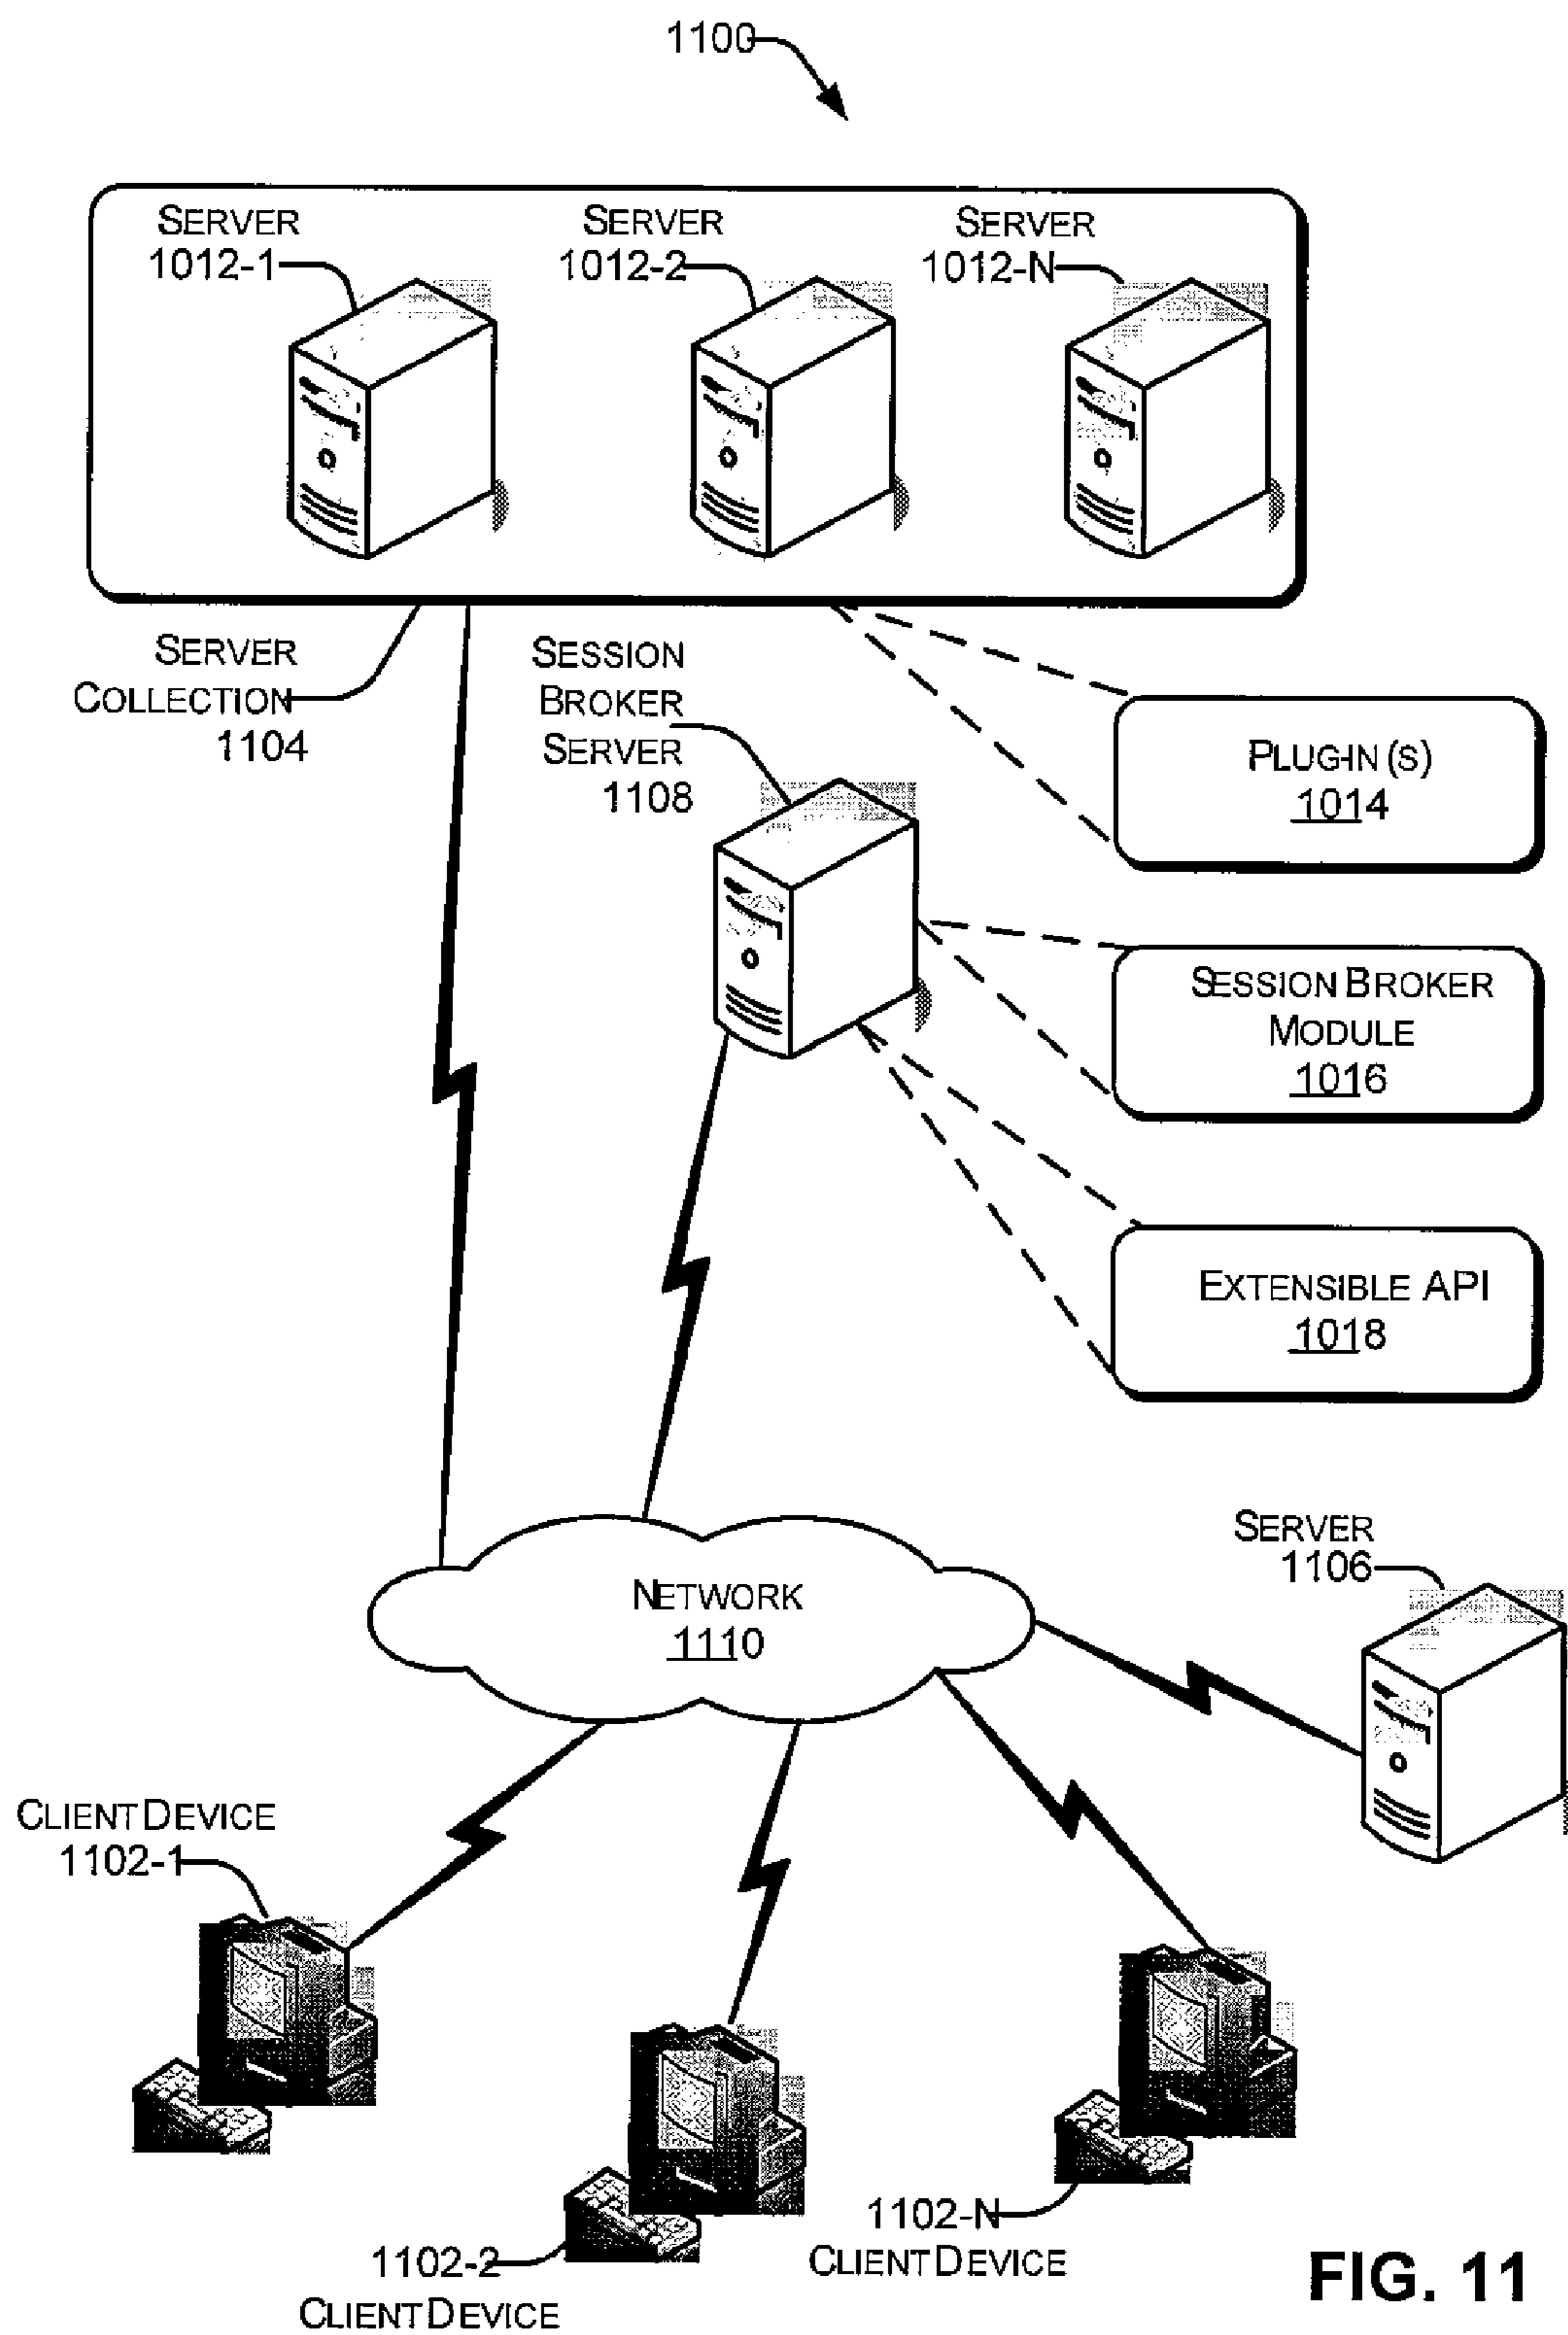 1100
SERVER
1012-1
SERVER
1012-2
SERVER
1012-N
SERVER
COLLECTION
1104
SESSION
BROKER
SERVER
1108
PLUG-IN (S)
1014
SESSION BROKER
MODULE
1016
EXTENSIBLE API
1018
NETWORK
1110
SERVER
1106
CLIENT DEVICE
1102-1
1102-2
CLIENT DEVICE
1102-N
CLIENT DEVICE
FIG. 11